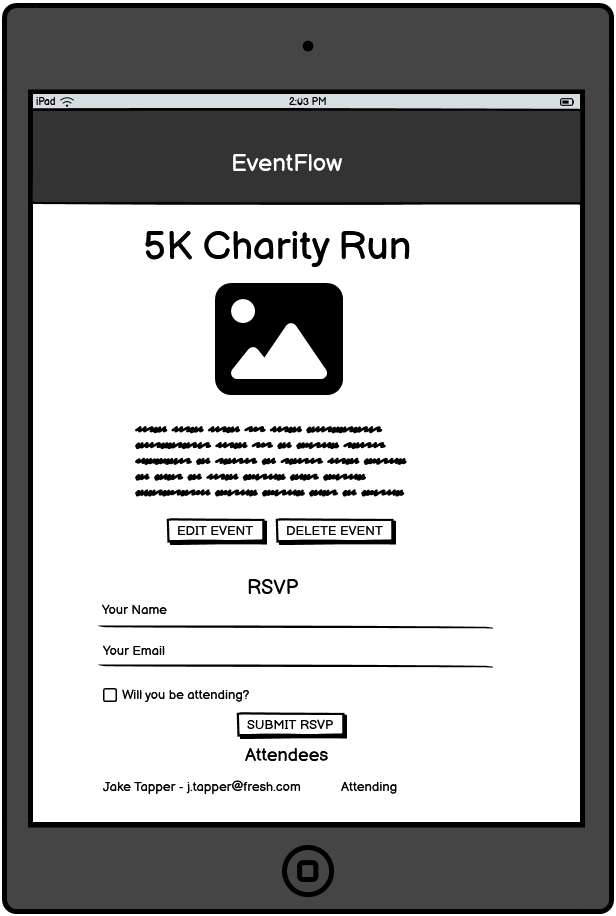 iPad 2:03 PM
EventFlow
5K Charity Run
EDIT EVENT DELETE EVENT
RSVP
Your Name
Your Email
Will you be attending?
SUBMIT RSVP
Attendees
Jake Tapper - j.tapper@fresh.com Attending